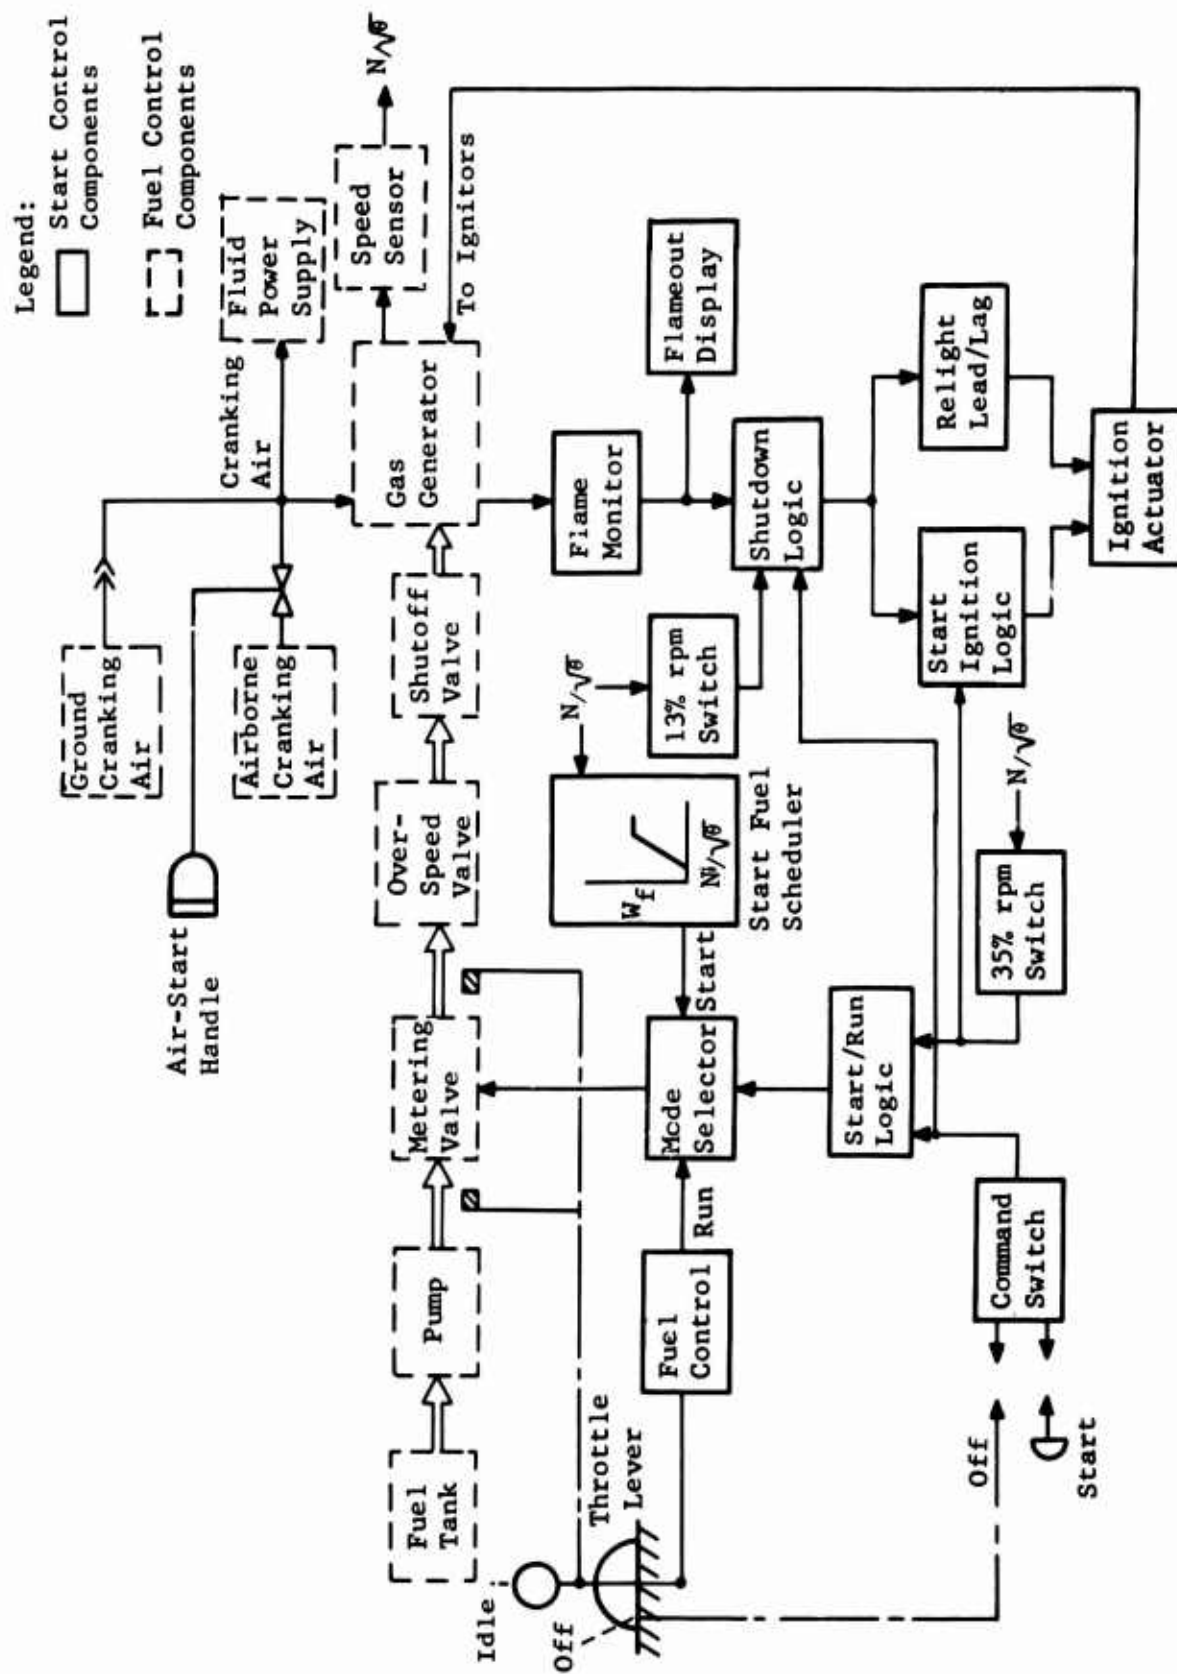 Legend:
Start Control
Components
Fuel Control
Components
Ground
Cranking
Air
Airborne
Cranking
Air
Air-Start
Handle
Cranking
Air
Fluid
Power
Supply
Fuel
Tank
Pump
Metering
Valve
Over-
Speed
Valve
Shutoff
Valve
Gas
Generator
Speed
Sensor
N/√θ
To Ignitors
Idle
Off
Throttle
Lever
Fuel
Control
Run
Mode
Selector
Start
W_f
N/√θ
Start Fuel
Scheduler
N/√θ
13% rpm
Switch
Flame
Monitor
Flameout
Display
Shutdown
Logic
Start/Run
Logic
Start
Ignition
Logic
Relight
Lead/Lag
Off
Start
Command
Switch
35% rpm
Switch
N/√θ
Ignition
Actuator